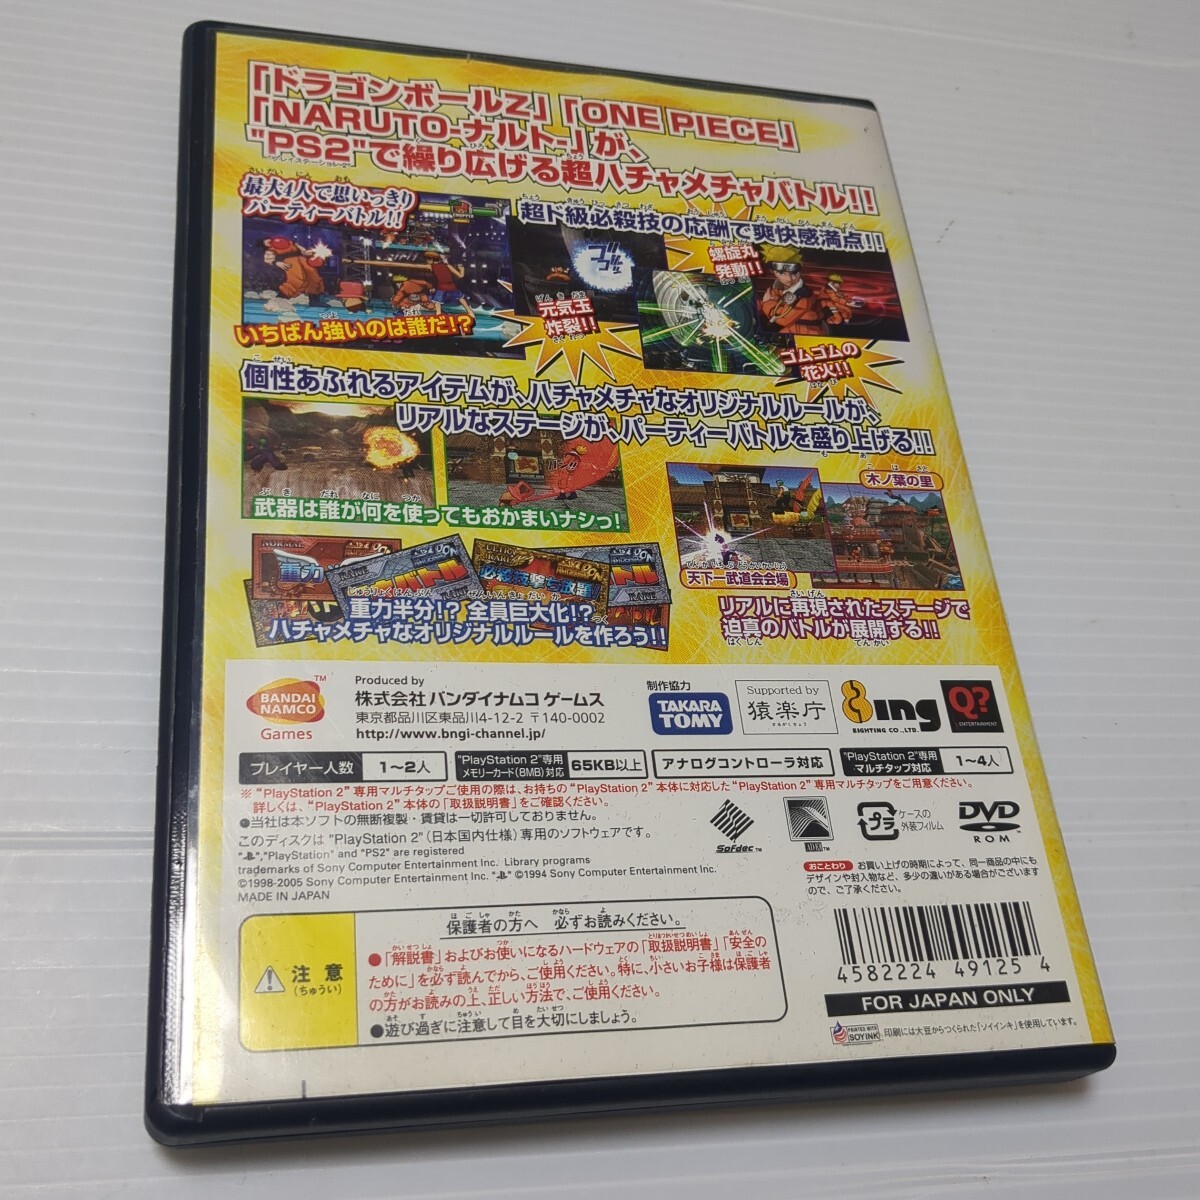 「ドラゴンボールZ」「ONE PIECE」
「NARUTO-ナルト-」が、
"PS2"で繰り広げる超ハチャメチャバトル!!
プレイステーション2
最大4人で思いっきり
パーティーバトル!!
いちばん強いのは誰だ!?
超ド級必殺技の応酬で爽快感満点!!
元気玉
炸裂!!
螺旋丸
発動!!
ゴムゴムの
花火!!
個性あふれるアイテムが、ハチャメチャなオリジナルルールが、
リアルなステージが、パーティーバトルを盛り上げる!!
武器は誰が何を使ってもおかまいナシっ!
木ノ葉の里
天下一武道会会場
重力半分!? 全員巨大化!?
ハチャメチャなオリジナルルールを作ろう!!
リアルに再現されたステージで
迫真のバトルが展開する!!
BANDAI
NAMCO
Games
TM
Produced by
株式会社 バンダイナムコ ゲームス
東京都品川区東品川4-12-2 〒140-0002
http://www.bngi-channel.jp/
制作協力
TAKARA
TOMY
Supported by
猿楽庁
さるがくちょう
8ing
EIGHTING CO.,LTD.
Q?
ENTERTAINMENT
プレイヤー人数 1〜2人
"PlayStation 2"専用
メモリーカード(8MB)対応 65KB以上
アナログコントローラ対応
"PlayStation 2"専用
マルチタップ対応 1〜4人
※ "PlayStation 2" 専用マルチタップご使用の際は、お持ちの "PlayStation 2" 本体に対応した "PlayStation 2" 専用マルチタップをご用意ください。
詳しくは、"PlayStation 2" 本体の「取扱説明書」をご確認ください。
●当社は本ソフトの無断複製・賃貸は一切許可しておりません。
このディスクは "PlayStation 2" (日本国内仕様) 専用のソフトウェアです。
"PlayStation" and "PS2" are registered
trademarks of Sony Computer Entertainment Inc. Library programs
©1998-2005 Sony Computer Entertainment Inc. ©1994 Sony Computer Entertainment Inc.
MADE IN JAPAN
Sofdec™
プラ
ケースの
外装フィルム
DVD
ROM
おことわり お買い上げの時期によって、同一商品の中にも
デザインや封入物など、多少の違いがある場合がございます
ので、ご了承ください。
注意
(ちゅうい)
保護者の方へ 必ずお読みください。
●「解説書」およびお使いになるハードウェアの「取扱説明書」「安全の
ために」を必ず読んでから、ご使用ください。特に、小さいお子様は保護者
の方がお読みの上、正しい方法で、ご使用ください。
●遊び過ぎに注意して目を大切にしましょう。
4582224 49125 4
FOR JAPAN ONLY
PRINTED WITH
SOY INK
印刷には大豆からつくられた「ソイインキ」を使用しています。